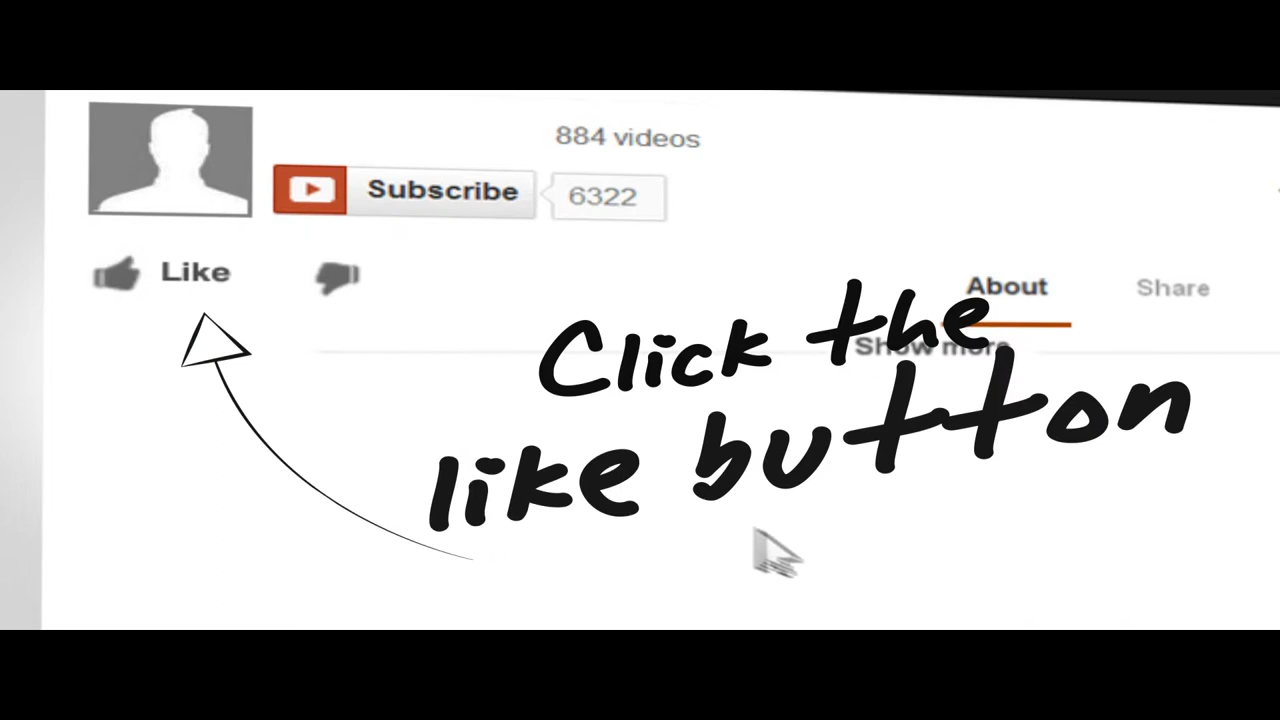 884 videos
Subscribe 6322
Like
About Share
Show more
Click the
like button